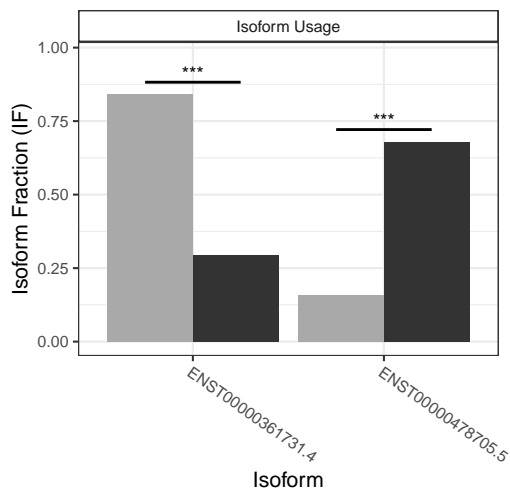 Isoform Usage
1.00
0.75
0.50
0.25
0.00
Isoform Fraction (IF)
***
***
ENST00000361731.4
ENST00000478705.5
Isoform